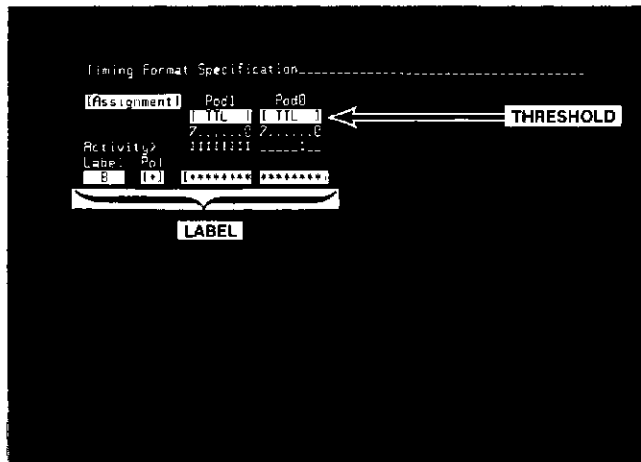 Timing Format Specification
[Assignment] Pod1 Pod0
[ TTL ] [ TTL ] THRESHOLD
7......0 7......0
Activity>
Label Pol
B [+] [******** ********]
LABEL